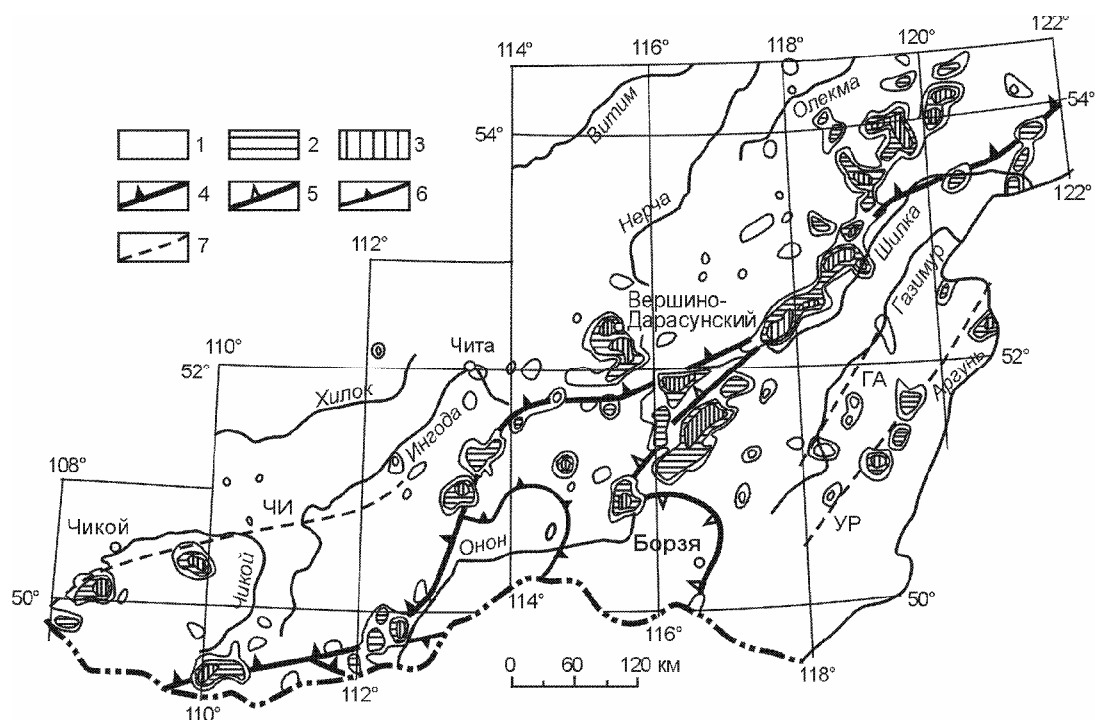 122°
120°
118°
116°
114°
Олекма
Витим
54°
54°
1
2
3
4
5
6
7
122°
Нерча
Шилка
Газимур
112°
Вершино-
Дарасунский
110°
Чита
52°
52°
Хилок
Ингода
ГА
Аргунь
108°
ЧИ
УР
Чикой
Онон
Борзя
Чикой
50°
50°
114°
116°
118°
112°
110°
0 60 120 км